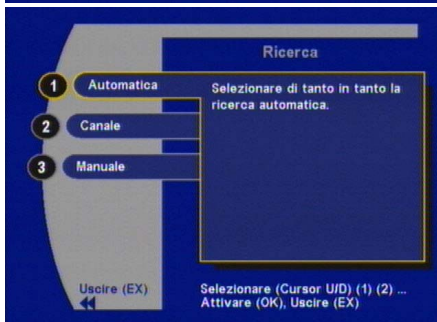 Ricerca
1 Automatica
Selezionare di tanto in tanto la
ricerca automatica.
2 Canale
3 Manuale
Uscire (EX)
Selezionare (Cursor U/D) (1) (2) ...
Attivare (OK), Uscire (EX)